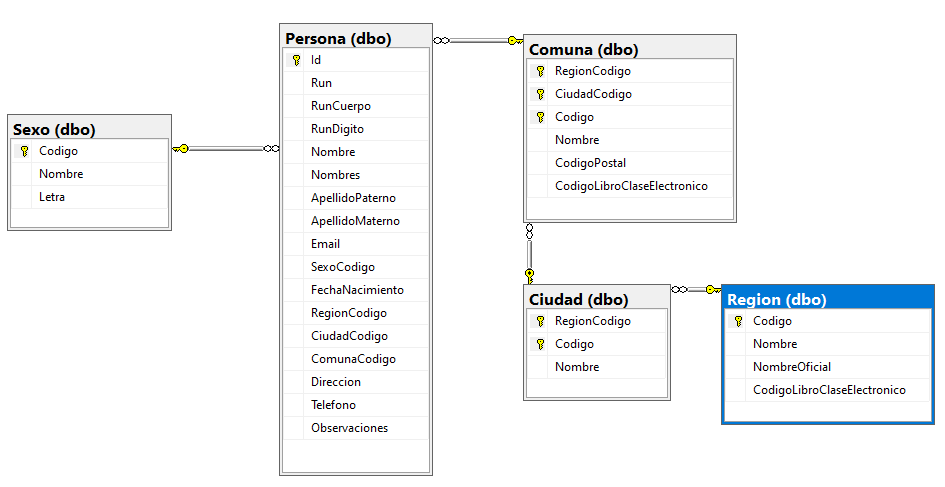 Sexo (dbo)
Codigo
Nombre
Letra
Persona (dbo)
Id
Run
RunCuerpo
RunDigito
Nombre
Nombres
ApellidoPaterno
ApellidoMaterno
Email
SexoCodigo
FechaNacimiento
RegionCodigo
CiudadCodigo
ComunaCodigo
Direccion
Telefono
Observaciones
Comuna (dbo)
RegionCodigo
CiudadCodigo
Codigo
Nombre
CodigoPostal
CodigoLibroClaseElectronico
Ciudad (dbo)
RegionCodigo
Codigo
Nombre
Region (dbo)
Codigo
Nombre
NombreOficial
CodigoLibroClaseElectronico